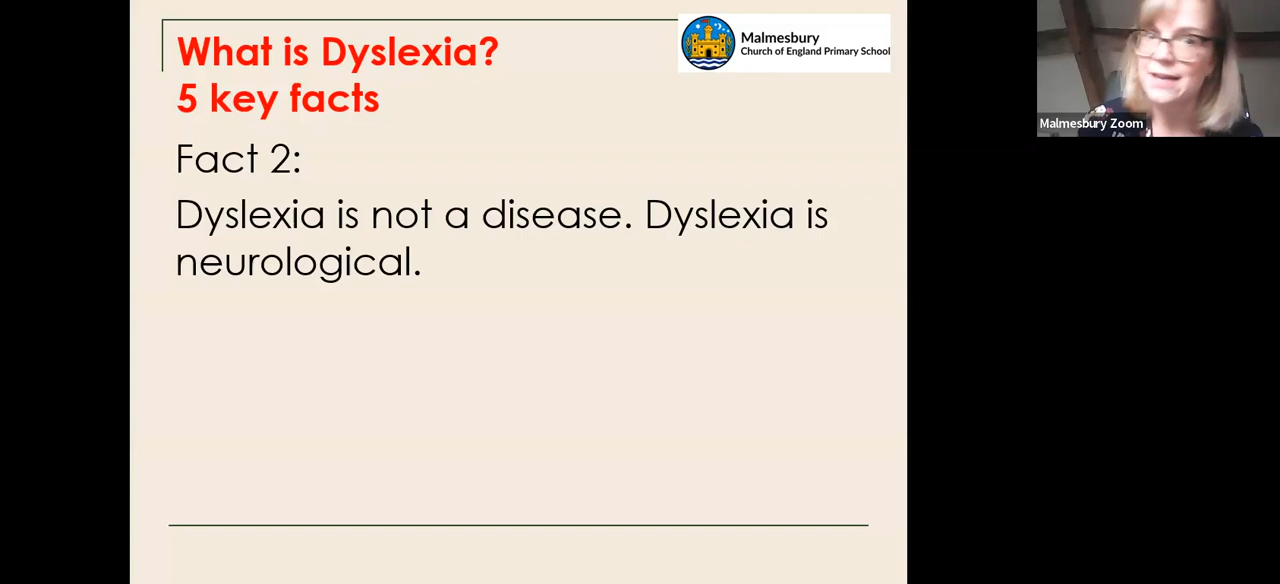 What is Dyslexia?
5 key facts
Malmesbury
Church of England Primary School
Fact 2:
Dyslexia is not a disease. Dyslexia is
neurological.
Malmesbury Zoom